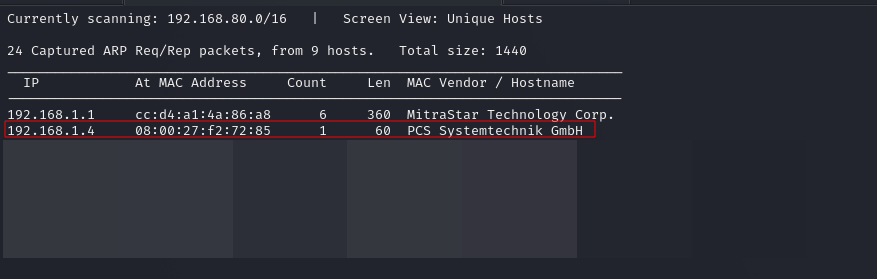 Currently scanning: 192.168.80.0/16   |   Screen View: Unique Hosts
24 Captured ARP Req/Rep packets, from 9 hosts.   Total size: 1440
IP            At MAC Address     Count     Len  MAC Vendor / Hostname
192.168.1.1     cc:d4:a1:4a:86:a8      6     360  MitraStar Technology Corp.
192.168.1.4     08:00:27:f2:72:85      1      60  PCS Systemtechnik GmbH